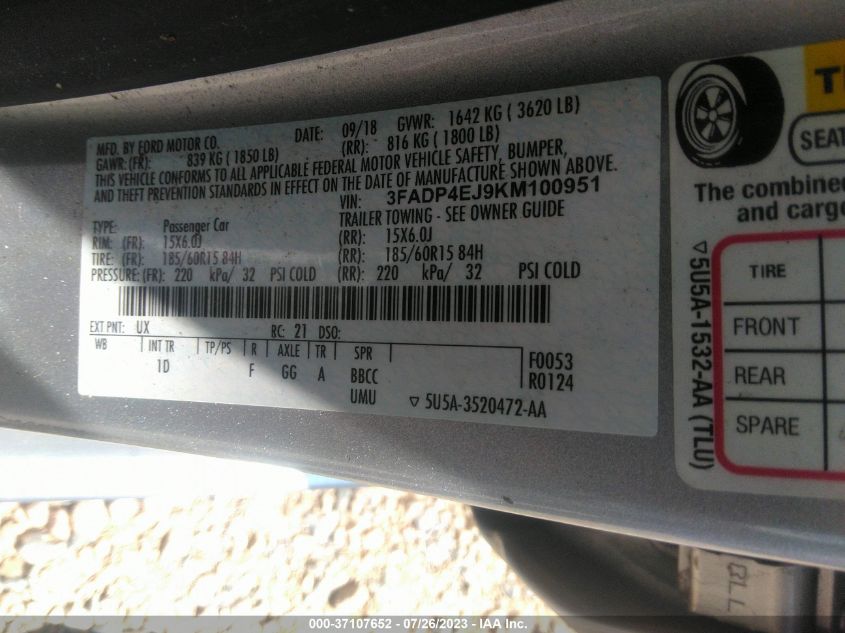 MFD. BY FORD MOTOR CO.
DATE: 09/18 GVWR: 1642 KG ( 3620 LB)
GAWR: (FR): 839 KG ( 1850 LB) (RR): 816 KG ( 1800 LB)
THIS VEHICLE CONFORMS TO ALL APPLICABLE FEDERAL MOTOR VEHICLE SAFETY, BUMPER,
AND THEFT PREVENTION STANDARDS IN EFFECT ON THE DATE OF MANUFACTURE SHOWN ABOVE.
VIN: 3FADP4EJ9KM100951
TYPE: Passenger Car TRAILER TOWING - SEE OWNER GUIDE
RIM: (FR): 15X6.0J (RR): 15X6.0J
TIRE: (FR): 185/60R15 84H (RR): 185/60R15 84H
PRESSURE: (FR): 220 kPa/ 32 PSI COLD (RR): 220 kPa/ 32 PSI COLD
EXT PNT: UX RC: 21 DSO:
WB INT TR TP/PS R AXLE TR SPR F0053
1D F GG A BBCC R0124
UMU ▽ 5U5A-3520472-AA
SEAT
The combined
and cargo
▽ 5U5A-1532-AA (TLU)
TIRE
FRONT
REAR
SPARE
000-37107652 / 07/26/2023 - IAA Inc.